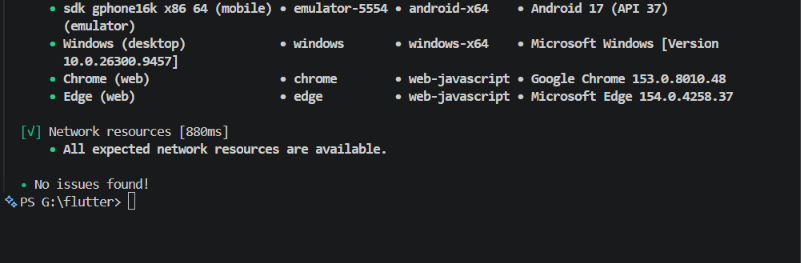 • sdk gphone16k x86 64 (mobile) • emulator-5554 • android-x64 • Android 17 (API 37)
(emulator)
• Windows (desktop) • windows • windows-x64 • Microsoft Windows [Version
10.0.26300.9457]
• Chrome (web) • chrome • web-javascript • Google Chrome 153.0.8010.48
• Edge (web) • edge • web-javascript • Microsoft Edge 154.0.4258.37
[√] Network resources [880ms]
• All expected network resources are available.
• No issues found!
PS G:\flutter>